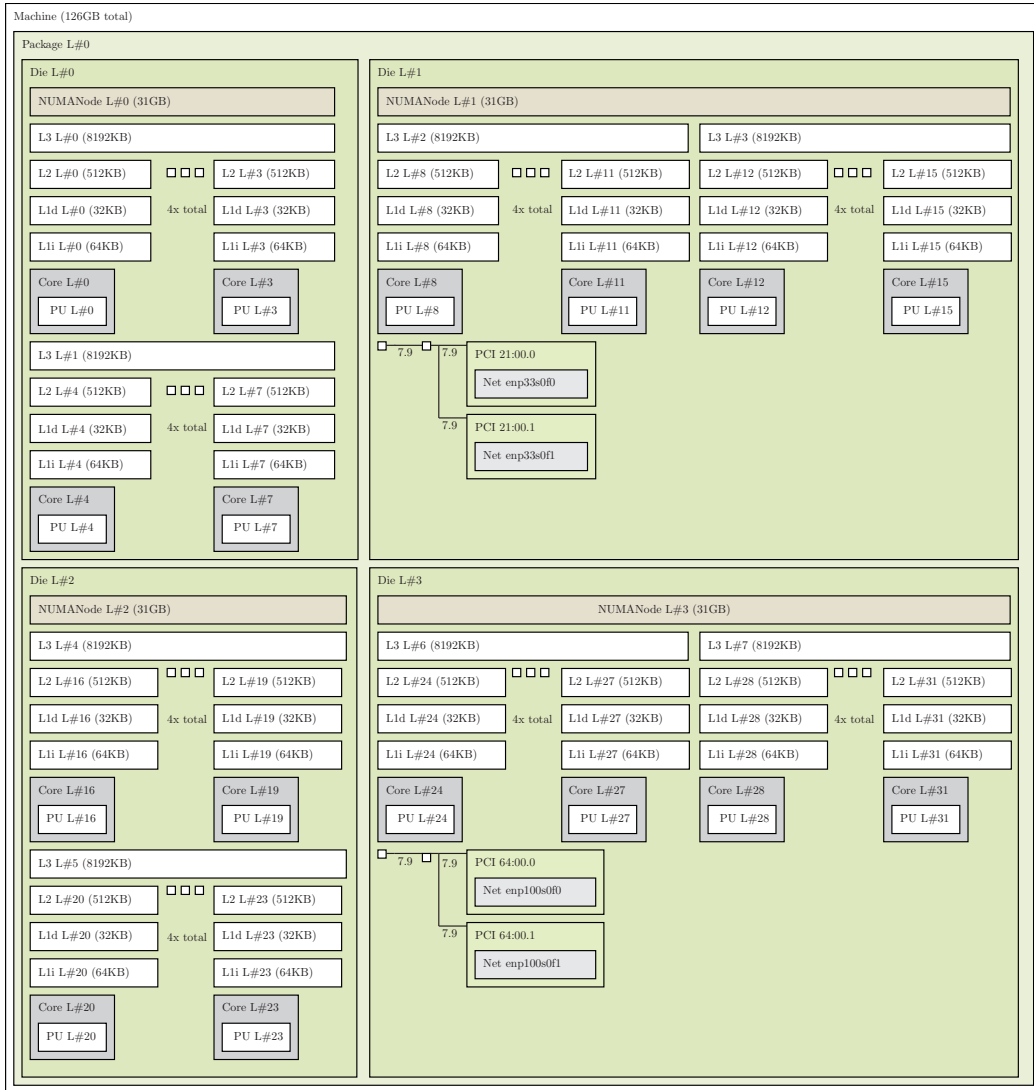 Machine (126GB total)
Package L#0
Die L#0
NUMANode L#0 (31GB)
L3 L#0 (8192KB)
L2 L#0 (512KB)
L2 L#3 (512KB)
L1d L#0 (32KB)
4x total
L1d L#3 (32KB)
L1i L#0 (64KB)
L1i L#3 (64KB)
Core L#0
Core L#3
PU L#0
PU L#3
L3 L#1 (8192KB)
L2 L#4 (512KB)
L2 L#7 (512KB)
L1d L#4 (32KB)
4x total
L1d L#7 (32KB)
L1i L#4 (64KB)
L1i L#7 (64KB)
Core L#4
Core L#7
PU L#4
PU L#7
Die L#1
NUMANode L#1 (31GB)
L3 L#2 (8192KB)
L3 L#3 (8192KB)
L2 L#8 (512KB)
L2 L#11 (512KB)
L2 L#12 (512KB)
L2 L#15 (512KB)
L1d L#8 (32KB)
4x total
L1d L#11 (32KB)
L1d L#12 (32KB)
4x total
L1d L#15 (32KB)
L1i L#8 (64KB)
L1i L#11 (64KB)
L1i L#12 (64KB)
L1i L#15 (64KB)
Core L#8
Core L#11
Core L#12
Core L#15
PU L#8
PU L#11
PU L#12
PU L#15
7.9
7.9
PCI 21:00.0
Net enp33s0f0
7.9
PCI 21:00.1
Net enp33s0f1
Die L#2
NUMANode L#2 (31GB)
L3 L#4 (8192KB)
L2 L#16 (512KB)
L2 L#19 (512KB)
L1d L#16 (32KB)
4x total
L1d L#19 (32KB)
L1i L#16 (64KB)
L1i L#19 (64KB)
Core L#16
Core L#19
PU L#16
PU L#19
L3 L#5 (8192KB)
L2 L#20 (512KB)
L2 L#23 (512KB)
L1d L#20 (32KB)
4x total
L1d L#23 (32KB)
L1i L#20 (64KB)
L1i L#23 (64KB)
Core L#20
Core L#23
PU L#20
PU L#23
Die L#3
NUMANode L#3 (31GB)
L3 L#6 (8192KB)
L3 L#7 (8192KB)
L2 L#24 (512KB)
L2 L#27 (512KB)
L2 L#28 (512KB)
L2 L#31 (512KB)
L1d L#24 (32KB)
4x total
L1d L#27 (32KB)
L1d L#28 (32KB)
4x total
L1d L#31 (32KB)
L1i L#24 (64KB)
L1i L#27 (64KB)
L1i L#28 (64KB)
L1i L#31 (64KB)
Core L#24
Core L#27
Core L#28
Core L#31
PU L#24
PU L#27
PU L#28
PU L#31
7.9
7.9
PCI 64:00.0
Net enp100s0f0
7.9
PCI 64:00.1
Net enp100s0f1